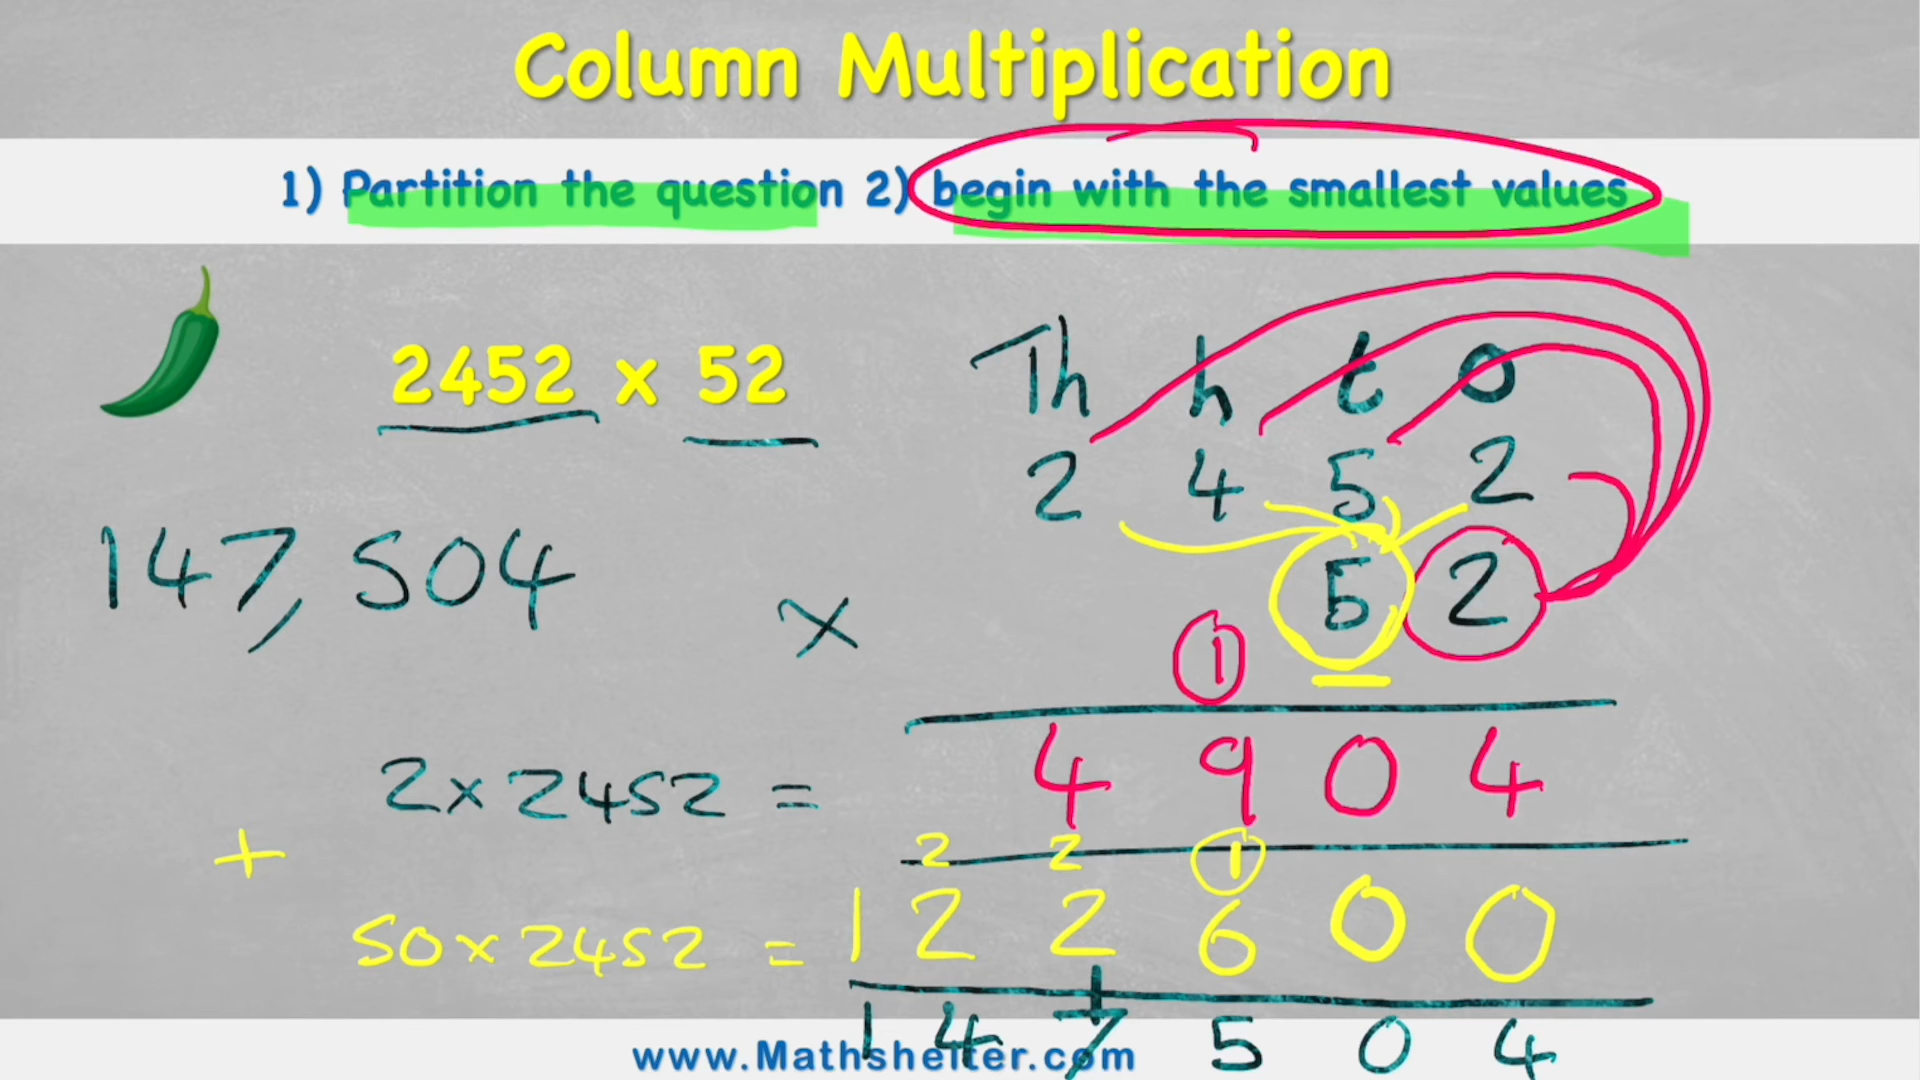 Column Multiplication
1) Partition the question 2) begin with the smallest values
2452 x 52
Th h t o
2 4 5 2
147,504
x 5 2
1
2x2452 = 4 9 0 4
+
2 2 1
50x2452 = 1 2 2 6 0 0
1
1 4 7 5 0 4
www.Mathshelter.com